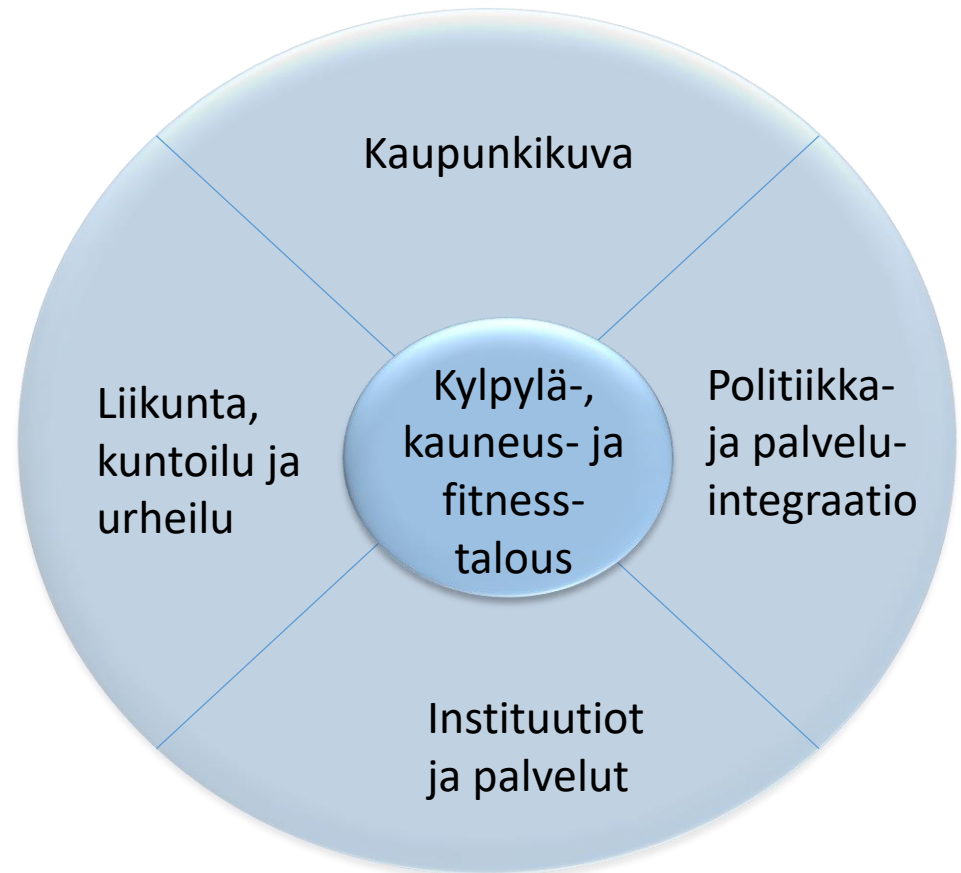 Kaupunkikuva
Liikunta,
kuntoilu ja
urheilu
Kylpylä-,
kauneus- ja
fitness-
talous
Politiikka-
ja palvelu-
integraatio
Instituutiot
ja palvelut